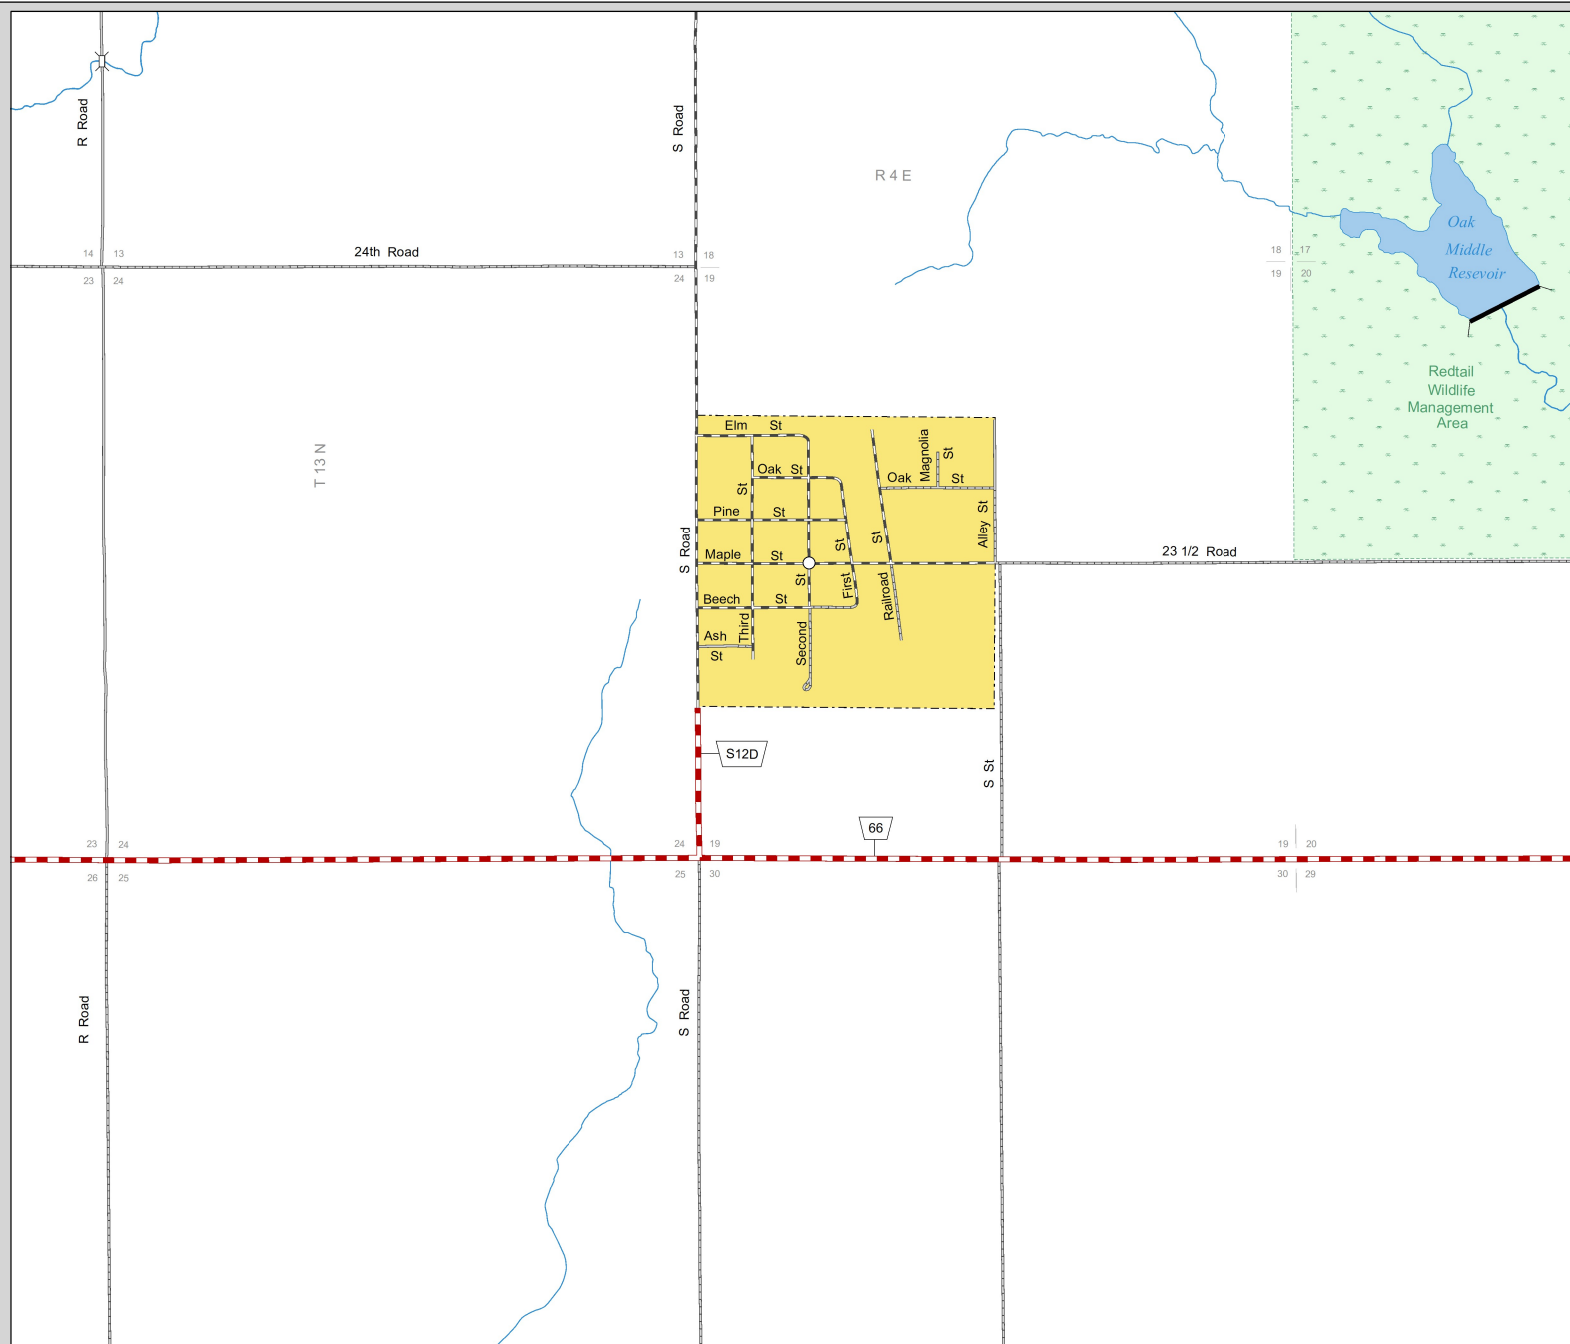 R Road
S Road
R 4 E
Oak
Middle
Resevoir
14 13
24th Road
13 18
18 17
23 24
24 19
19 20
Redtail
Wildlife
Management
Area
T 13 N
Elm St
Oak St
Magnolia St
Oak St
St
Pine St
Alley St
S Road
Maple St
St
St
23 1/2 Road
St
First
Railroad
Beech St
Third
Second
Ash
St
S12D
S St
66
23 24
24 19
19 20
26 25
25 30
30 29
R Road
S Road